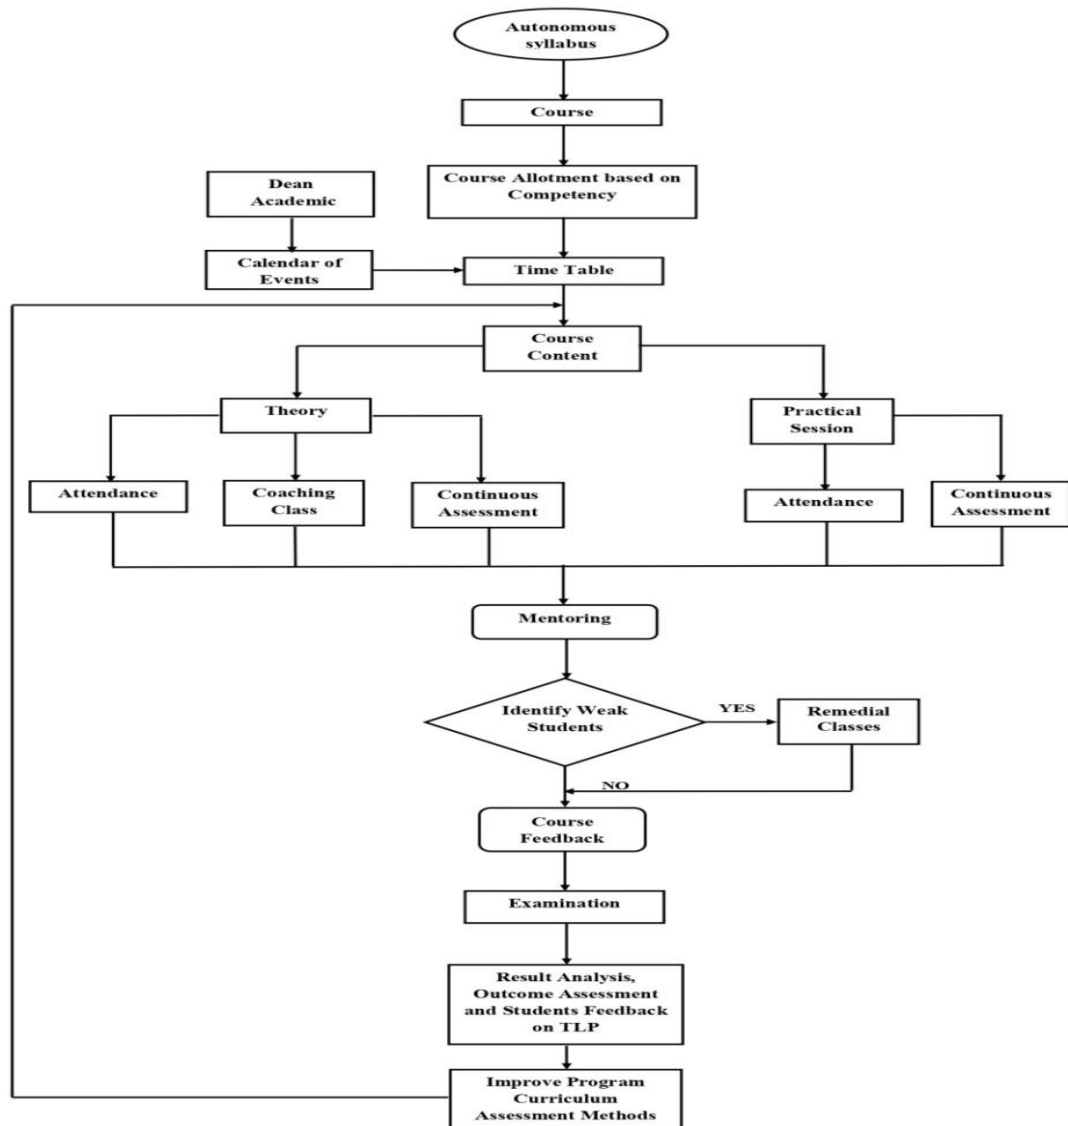 Autonomous
syllabus
Course
Course Allotment based on
Competency
Dean
Academic
Calendar of
Events
Time Table
Course
Content
Theory
Practical
Session
Attendance
Coaching
Class
Continuous
Assessment
Attendance
Continuous
Assessment
Mentoring
Identify Weak
Students
YES
Remedial
Classes
NO
Course
Feedback
Examination
Result Analysis,
Outcome Assessment
and Students Feedback
on TLP
Improve Program
Curriculum
Assessment Methods